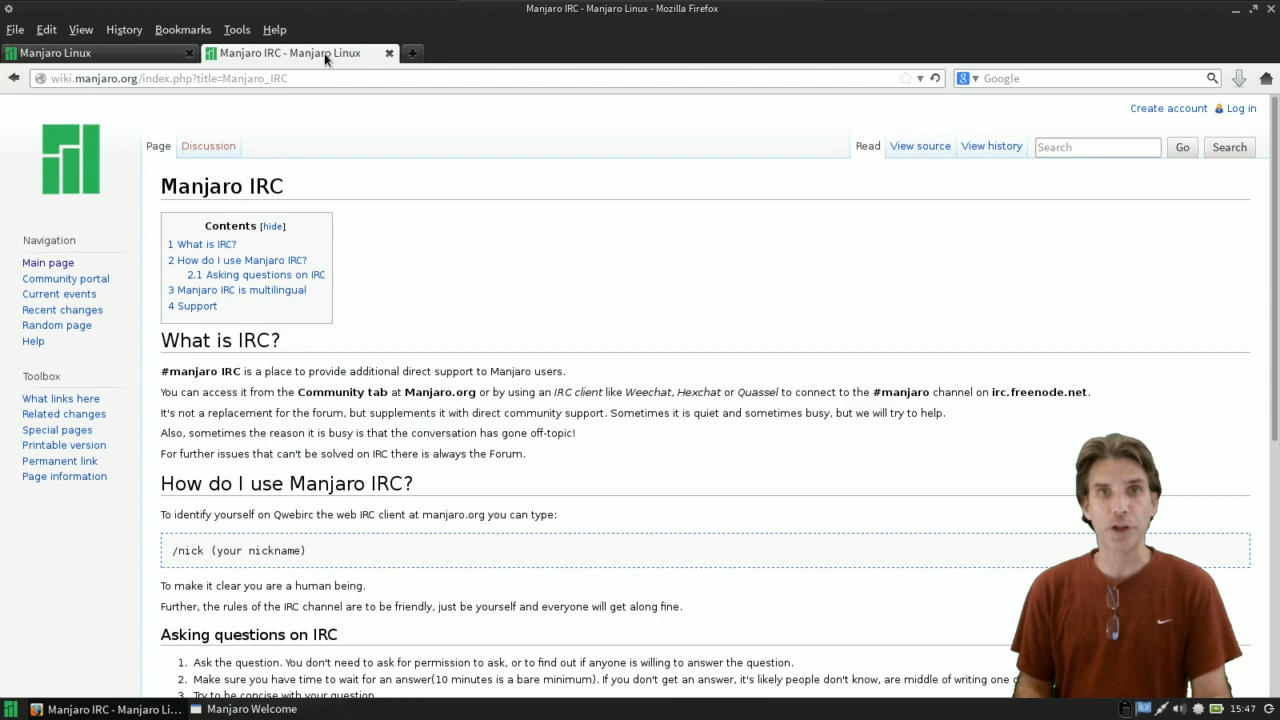 Manjaro IRC - Manjaro Linux - Mozilla Firefox
File Edit View History Bookmarks Tools Help
Manjaro Linux
Manjaro IRC - Manjaro Linux
wiki.manjaro.org/index.php?title=Manjaro_IRC
Google
Create account Log in
Page Discussion
Read View source View history Search Go Search
Manjaro IRC
Contents [hide]
1 What is IRC?
2 How do I use Manjaro IRC?
2.1 Asking questions on IRC
3 Manjaro IRC is multilingual
4 Support
Navigation
Main page
Community portal
Current events
Recent changes
Random page
Help
Toolbox
What links here
Related changes
Special pages
Printable version
Permanent link
Page information
What is IRC?
#manjaro IRC is a place to provide additional direct support to Manjaro users.
You can access it from the Community tab at Manjaro.org or by using an IRC client like Weechat, Hexchat or Quassel to connect to the #manjaro channel on irc.freenode.net.
It's not a replacement for the forum, but supplements it with direct community support. Sometimes it is quiet and sometimes busy, but we will try to help.
Also, sometimes the reason it is busy is that the conversation has gone off-topic!
For further issues that can't be solved on IRC there is always the Forum.
How do I use Manjaro IRC?
To identify yourself on Qwebirc the web IRC client at manjaro.org you can type:
/nick (your nickname)
To make it clear you are a human being.
Further, the rules of the IRC channel are to be friendly, just be yourself and everyone will get along fine.
Asking questions on IRC
1. Ask the question. You don't need to ask for permission to ask, or to find out if anyone is willing to answer the question.
2. Make sure you have time to wait for an answer(10 minutes is a bare minimum). If you don't get an answer, it's likely people don't know, are middle of writing one
3. Try to be concise with your question
Manjaro IRC - Manjaro Li...
Manjaro Welcome
15:47